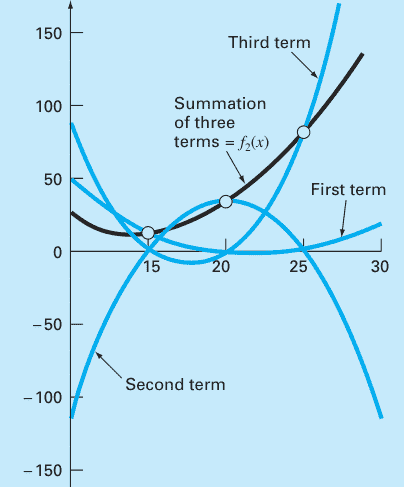 150
Third term
100
Summation
of three
terms = f₂(x)
50
First term
0
15
20
25
30
−50
Second term
−100
−150